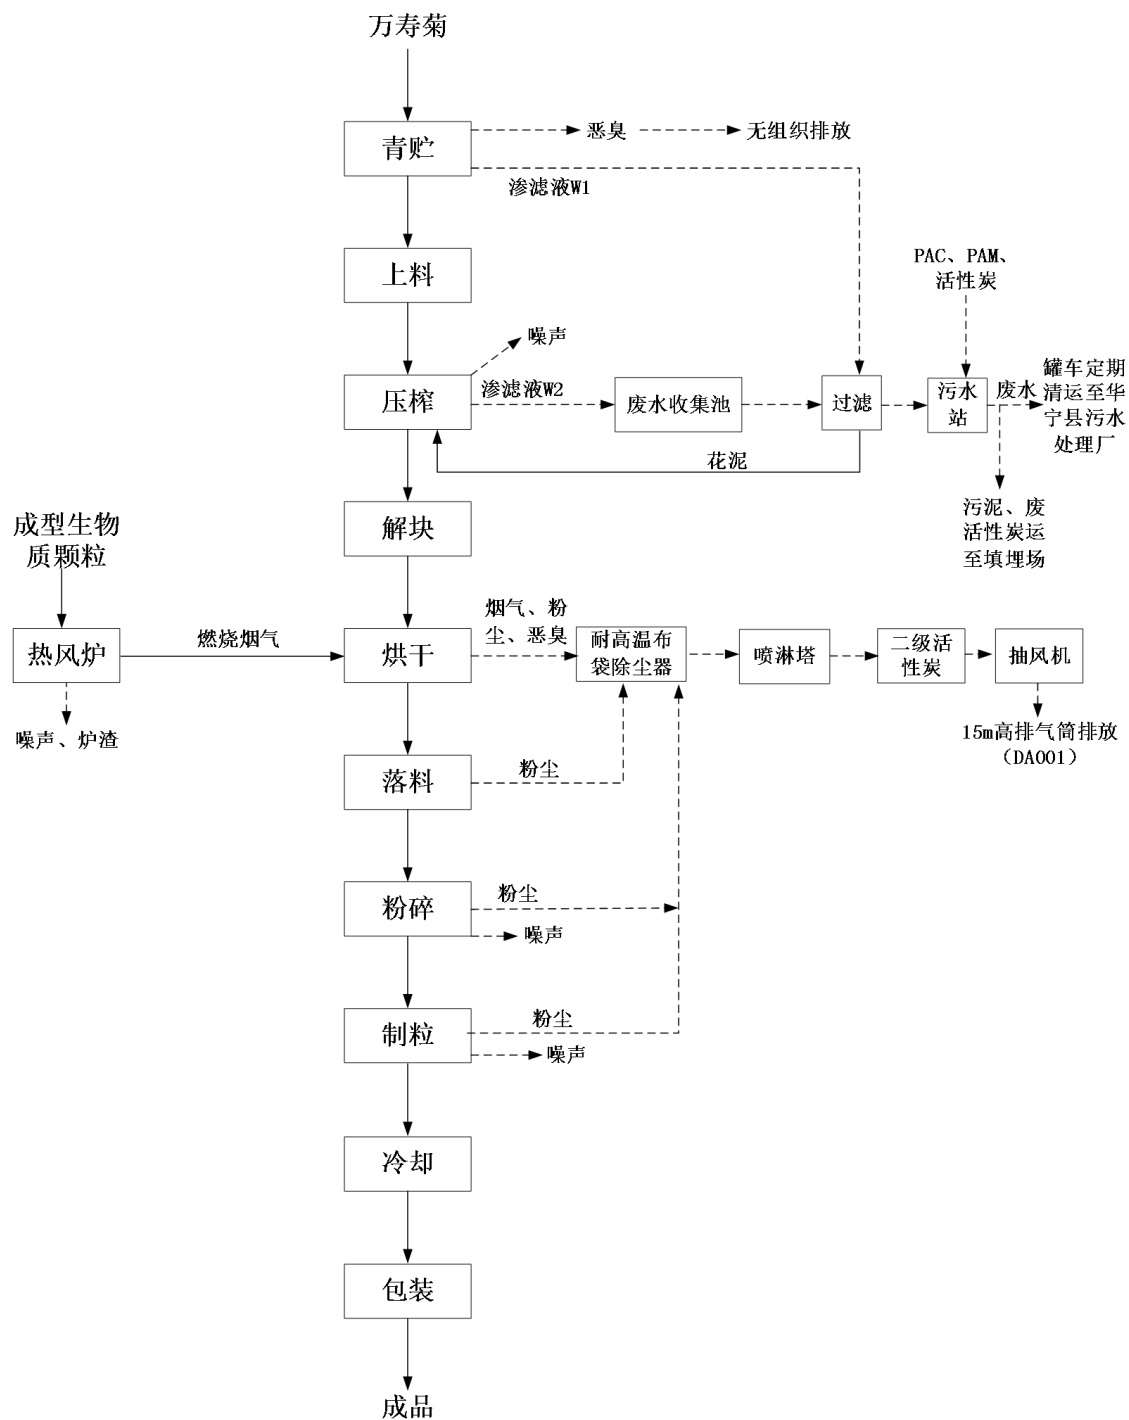 万寿菊
青贮
恶臭
无组织排放
渗滤液W1
上料
PAC、PAM、
活性炭
噪声
压榨
渗滤液W2
废水收集池
过滤
污水
站
废水
罐车定期
清运至华
宁县污水
处理厂
花泥
污泥、废
活性炭运
至填埋场
解块
成型生物
质颗粒
热风炉
燃烧烟气
噪声、炉渣
烘干
烟气、粉
尘、恶臭
耐高温布
袋除尘器
喷淋塔
二级活
性炭
抽风机
15m高排气筒排放
（DA001）
落料
粉尘
粉碎
粉尘
噪声
制粒
粉尘
噪声
冷却
包装
成品